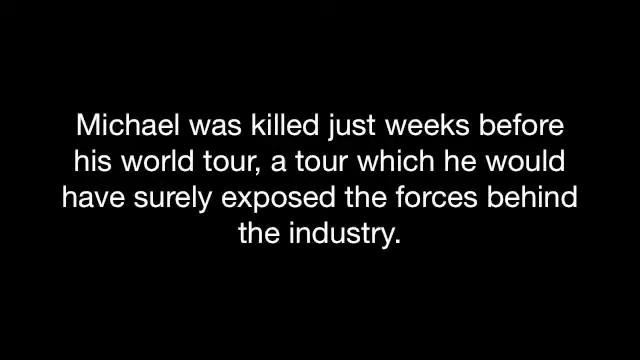 Michael was killed just weeks before
his world tour, a tour which he would
have surely exposed the forces behind
the industry.